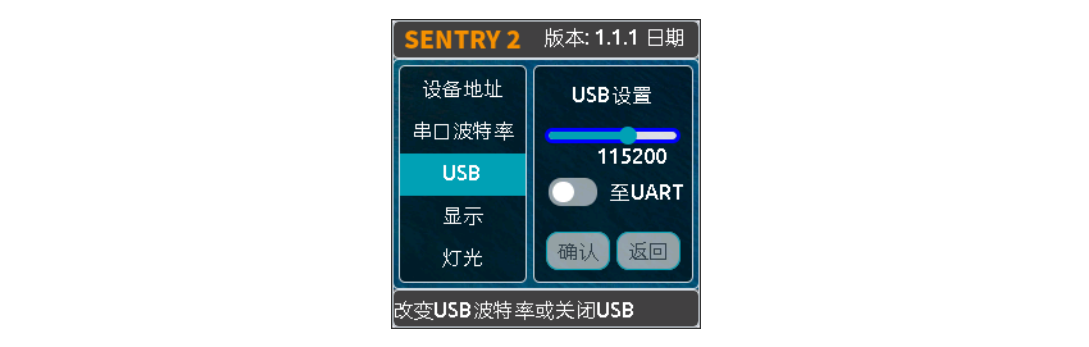 SENTRY 2 版本: 1.1.1 日期
设备地址
串口波特率
USB
显示
灯光
USB设置
115200
至UART
确认 返回
改变USB波特率或关闭USB